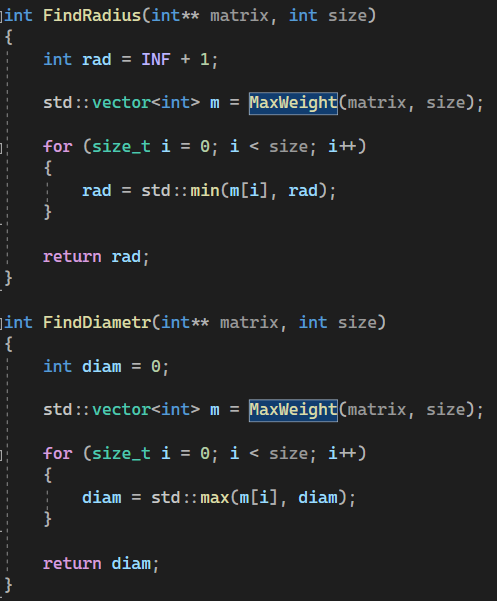 int FindRadius(int** matrix, int size)
{
    int rad = INF + 1;
    std::vector<int> m = MaxWeight(matrix, size);
    for (size_t i = 0; i < size; i++)
    {
        rad = std::min(m[i], rad);
    }
    return rad;
}
int FindDiametr(int** matrix, int size)
{
    int diam = 0;
    std::vector<int> m = MaxWeight(matrix, size);
    for (size_t i = 0; i < size; i++)
    {
        diam = std::max(m[i], diam);
    }
    return diam;
}